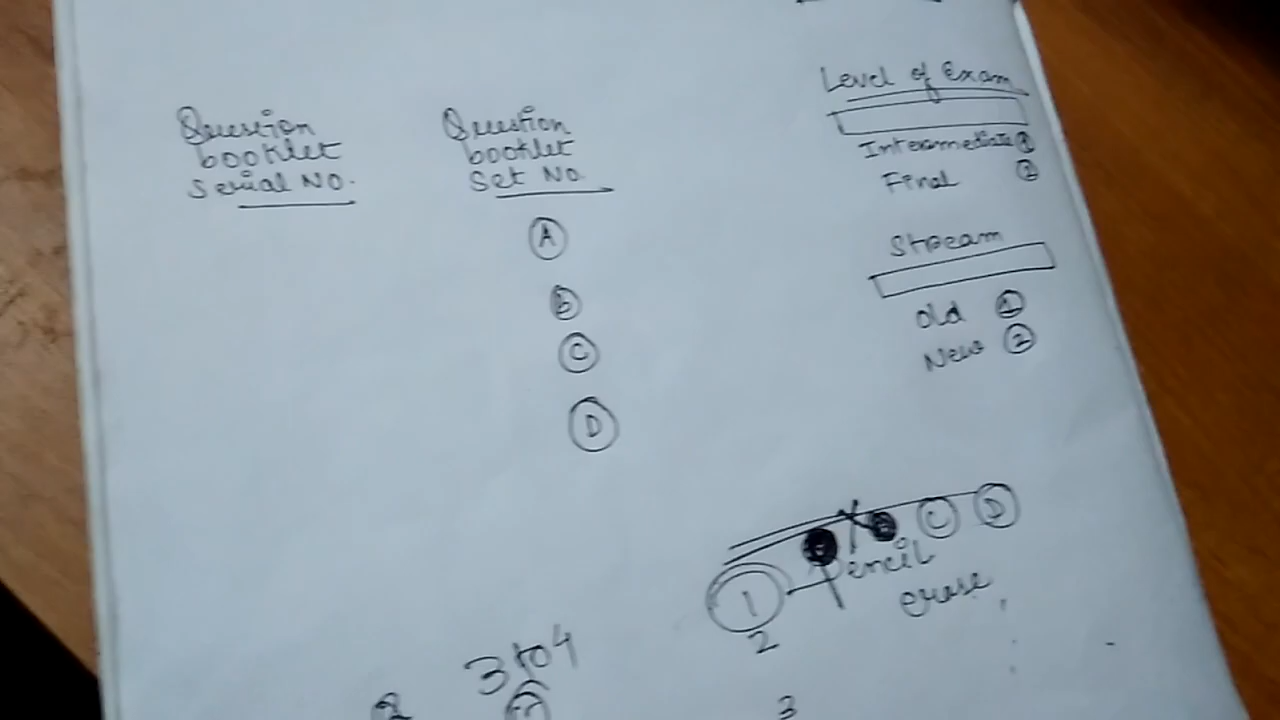 Question
booklet
Serial NO.
Question
booklet
Set No.
A
B
C
D
Level of Exam
Intermediate 1
Final 2
Stream
Old 1
New 2
C D
1 Pencil
erase
2
3 to 4
2
3